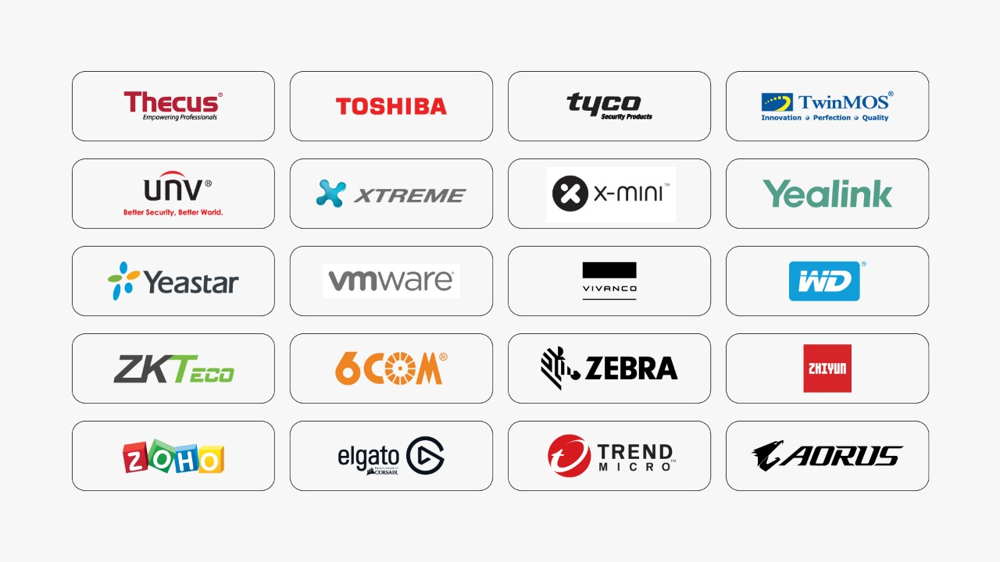 Thecus®
Empowering Professionals
TOSHIBA
tyco
Security Products
TwinMOS®
Innovation Perfection Quality
unv®
Better Security, Better World.
XTREME
x-mini™
Yealink
Yeastar
vmware®
VIVANCO
WD®
ZKTECO
6COM®
ZEBRA
ZHIYUN
ZOHO
elgato
CORSAIR
TREND
MICRO™
AORUS